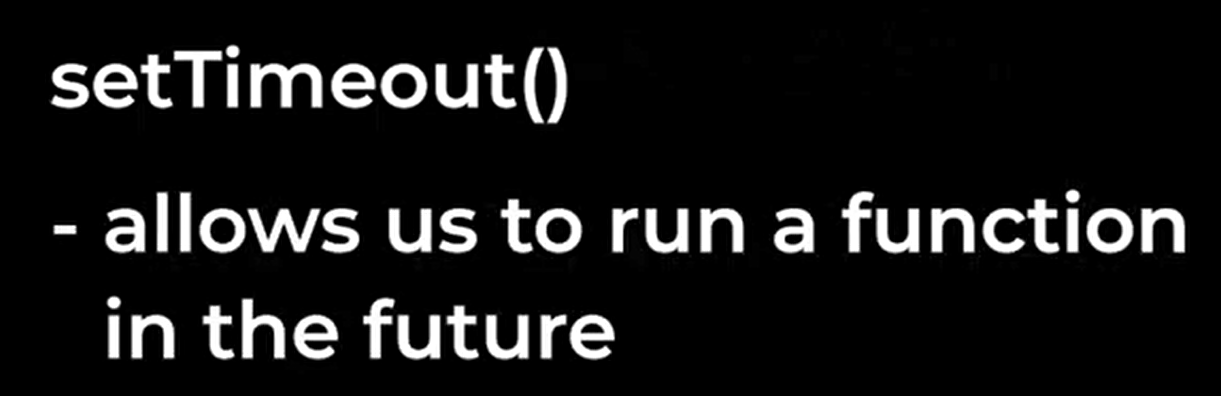 setTimeout()
- allows us to run a function
in the future